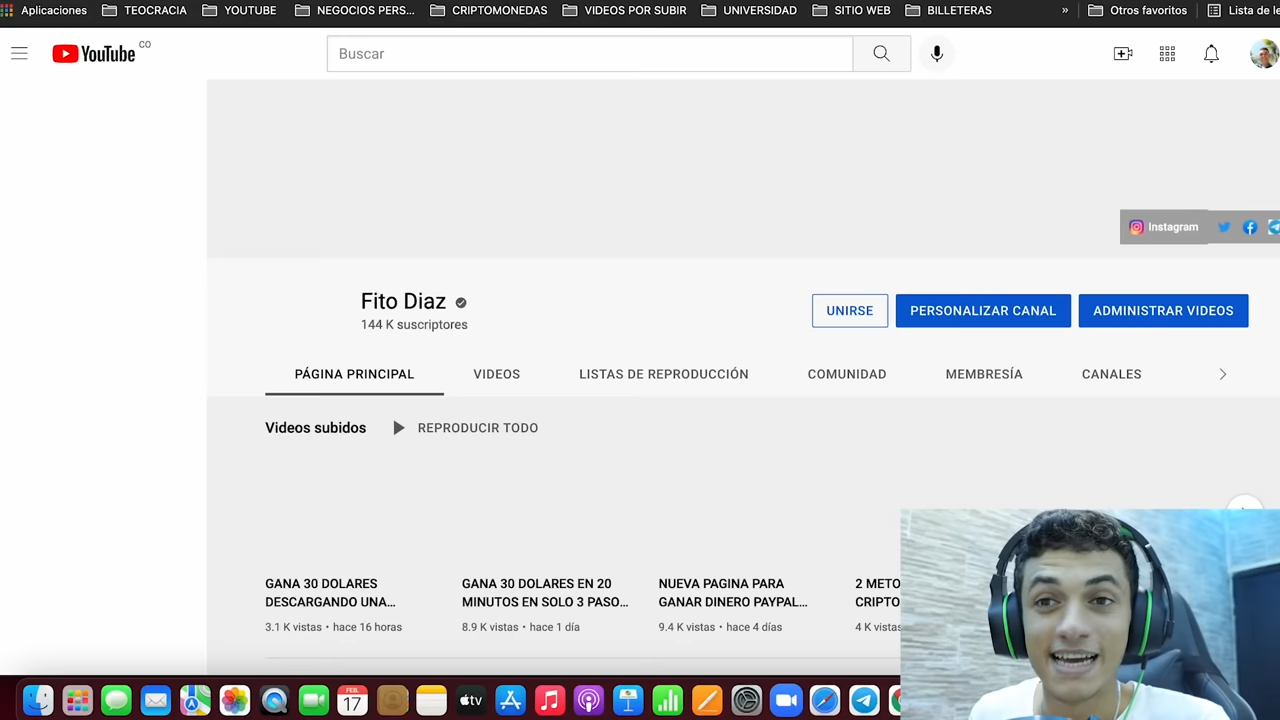 Aplicaciones TEOCRACIA YOUTUBE NEGOCIOS PERS... CRIPTOMONEDAS VIDEOS POR SUBIR UNIVERSIDAD SITIO WEB BILLETERAS » Otros favoritos Lista de le
YouTube CO Buscar
Instagram
Fito Diaz
144 K suscriptores
UNIRSE PERSONALIZAR CANAL ADMINISTRAR VIDEOS
PÁGINA PRINCIPAL VIDEOS LISTAS DE REPRODUCCIÓN COMUNIDAD MEMBRESÍA CANALES
Videos subidos REPRODUCIR TODO
GANA 30 DOLARES GANA 30 DOLARES EN 20 NUEVA PAGINA PARA 2 METO
DESCARGANDO UNA... MINUTOS EN SOLO 3 PASO... GANAR DINERO PAYPAL... CRIPTO
3.1 K vistas • hace 16 horas 8.9 K vistas • hace 1 día 9.4 K vistas • hace 4 días 4 K vistas
FEB. tv
17